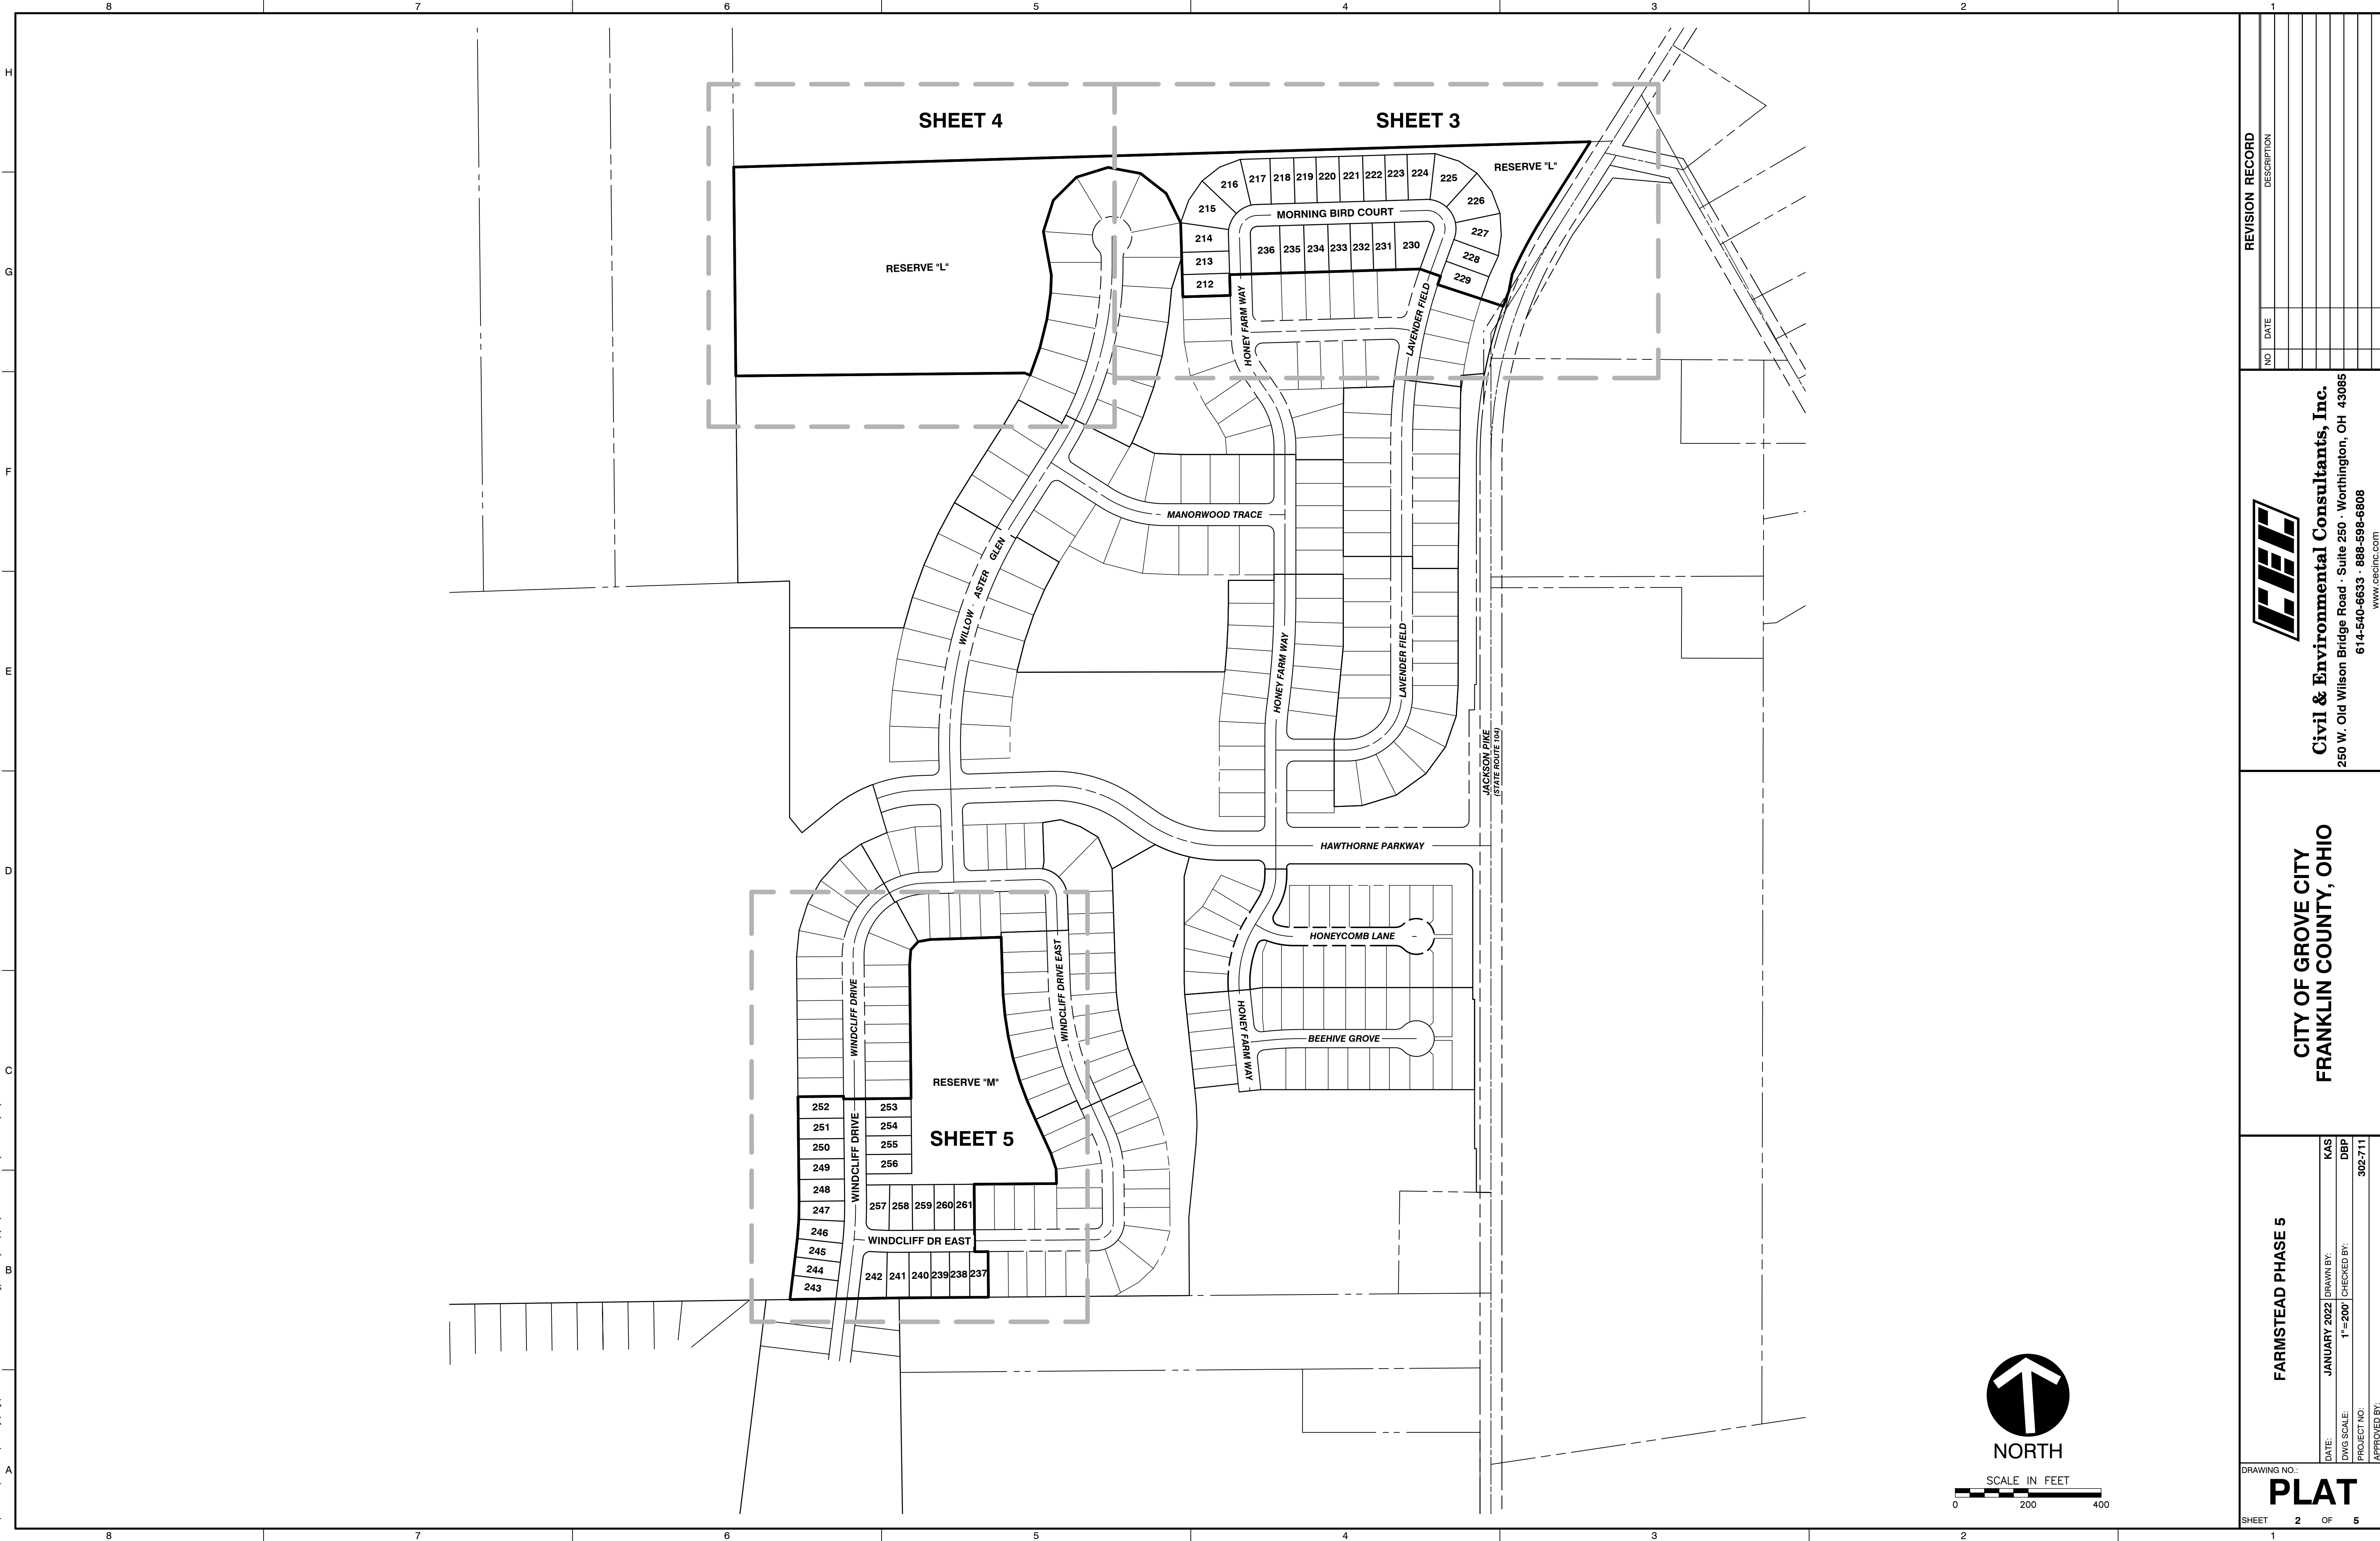 8 7 6 5 4 3 2 1
H
G
F
E
D
C
B
A
SHEET 4
SHEET 3
RESERVE "L"
RESERVE "L"
216 217 218 219 220 221 222 223 224 225
215
226
MORNING BIRD COURT
214
227
213
236 235 234 233 232 231 230
228
212
229
HONEY FARM WAY
LAVENDER FIELD
MANORWOOD TRACE
WILLOW ASTER GLEN
HONEY FARM WAY
LAVENDER FIELD
JACKSON PIKE
(STATE ROUTE 104)
HAWTHORNE PARKWAY
HONEYCOMB LANE
WINDCLIFF DRIVE EAST
WINDCLIFF DRIVE
HONEY FARM WAY
BEEHIVE GROVE
RESERVE "M"
SHEET 5
252 253
251 254
250 255
249 256
248
WINDCLIFF DRIVE
247 257 258 259 260 261
246
WINDCLIFF DR EAST
245
244
243
242 241 240 239 238 237
NORTH
SCALE IN FEET
0 200 400
REVISION RECORD
NO DATE DESCRIPTION
CEC
Civil & Environmental Consultants, Inc.
250 W. Old Wilson Bridge Road · Suite 250 · Worthington, OH 43085
614-540-6633 · 888-598-6808
www.cecinc.com
CITY OF GROVE CITY
FRANKLIN COUNTY, OHIO
FARMSTEAD PHASE 5
DATE: JANUARY 2022 DRAWN BY: KAS
DWG SCALE: 1"=200' CHECKED BY: DBP
PROJECT NO: 302-711
APPROVED BY:
DRAWING NO.:
PLAT
SHEET 2 OF 5
8 7 6 5 4 3 2 1